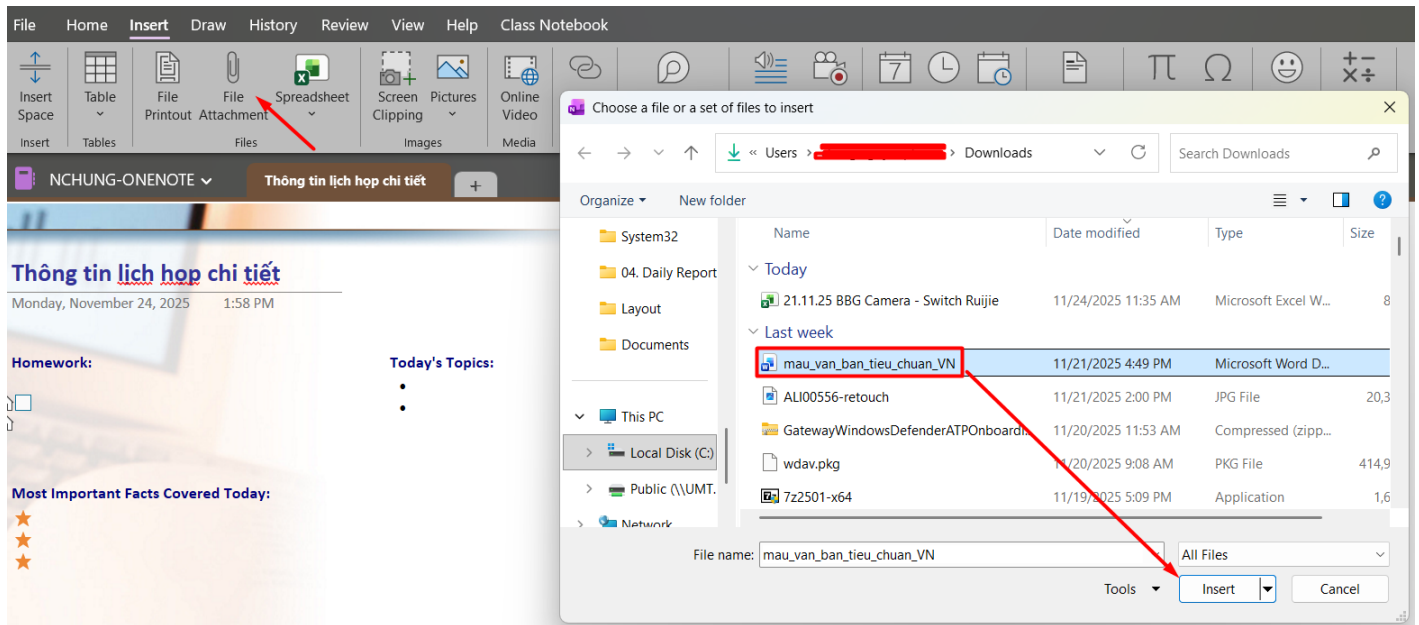 File Home Insert Draw History Review View Help Class Notebook
Insert Space
Table
File Printout
File Attachment
Spreadsheet
Screen Clipping
Pictures
Online Video
Insert Tables Files Images Media
NCHUNG-ONENOTE
Thông tin lịch họp chi tiết
+
Thông tin lịch họp chi tiết
Monday, November 24, 2025 1:58 PM
Homework:
Today's Topics:
Most Important Facts Covered Today:
Choose a file or a set of files to insert
« Users › › Downloads
Search Downloads
Organize New folder
System32
04. Daily Report
Layout
Documents
This PC
Local Disk (C:)
Public (\\UMT.
Network
Name Date modified Type Size
Today
21.11.25 BBG Camera - Switch Ruijie 11/24/2025 11:35 AM Microsoft Excel W... 8
Last week
mau_van_ban_tieu_chuan_VN 11/21/2025 4:49 PM Microsoft Word D...
ALI00556-retouch 11/21/2025 2:00 PM JPG File 20,3
GatewayWindowsDefenderATPOnboardi... 11/20/2025 11:53 AM Compressed (zipp...
wdav.pkg 11/20/2025 9:08 AM PKG File 414,9
7z2501-x64 11/19/2025 5:09 PM Application 1,6
File name: mau_van_ban_tieu_chuan_VN All Files
Tools Insert Cancel